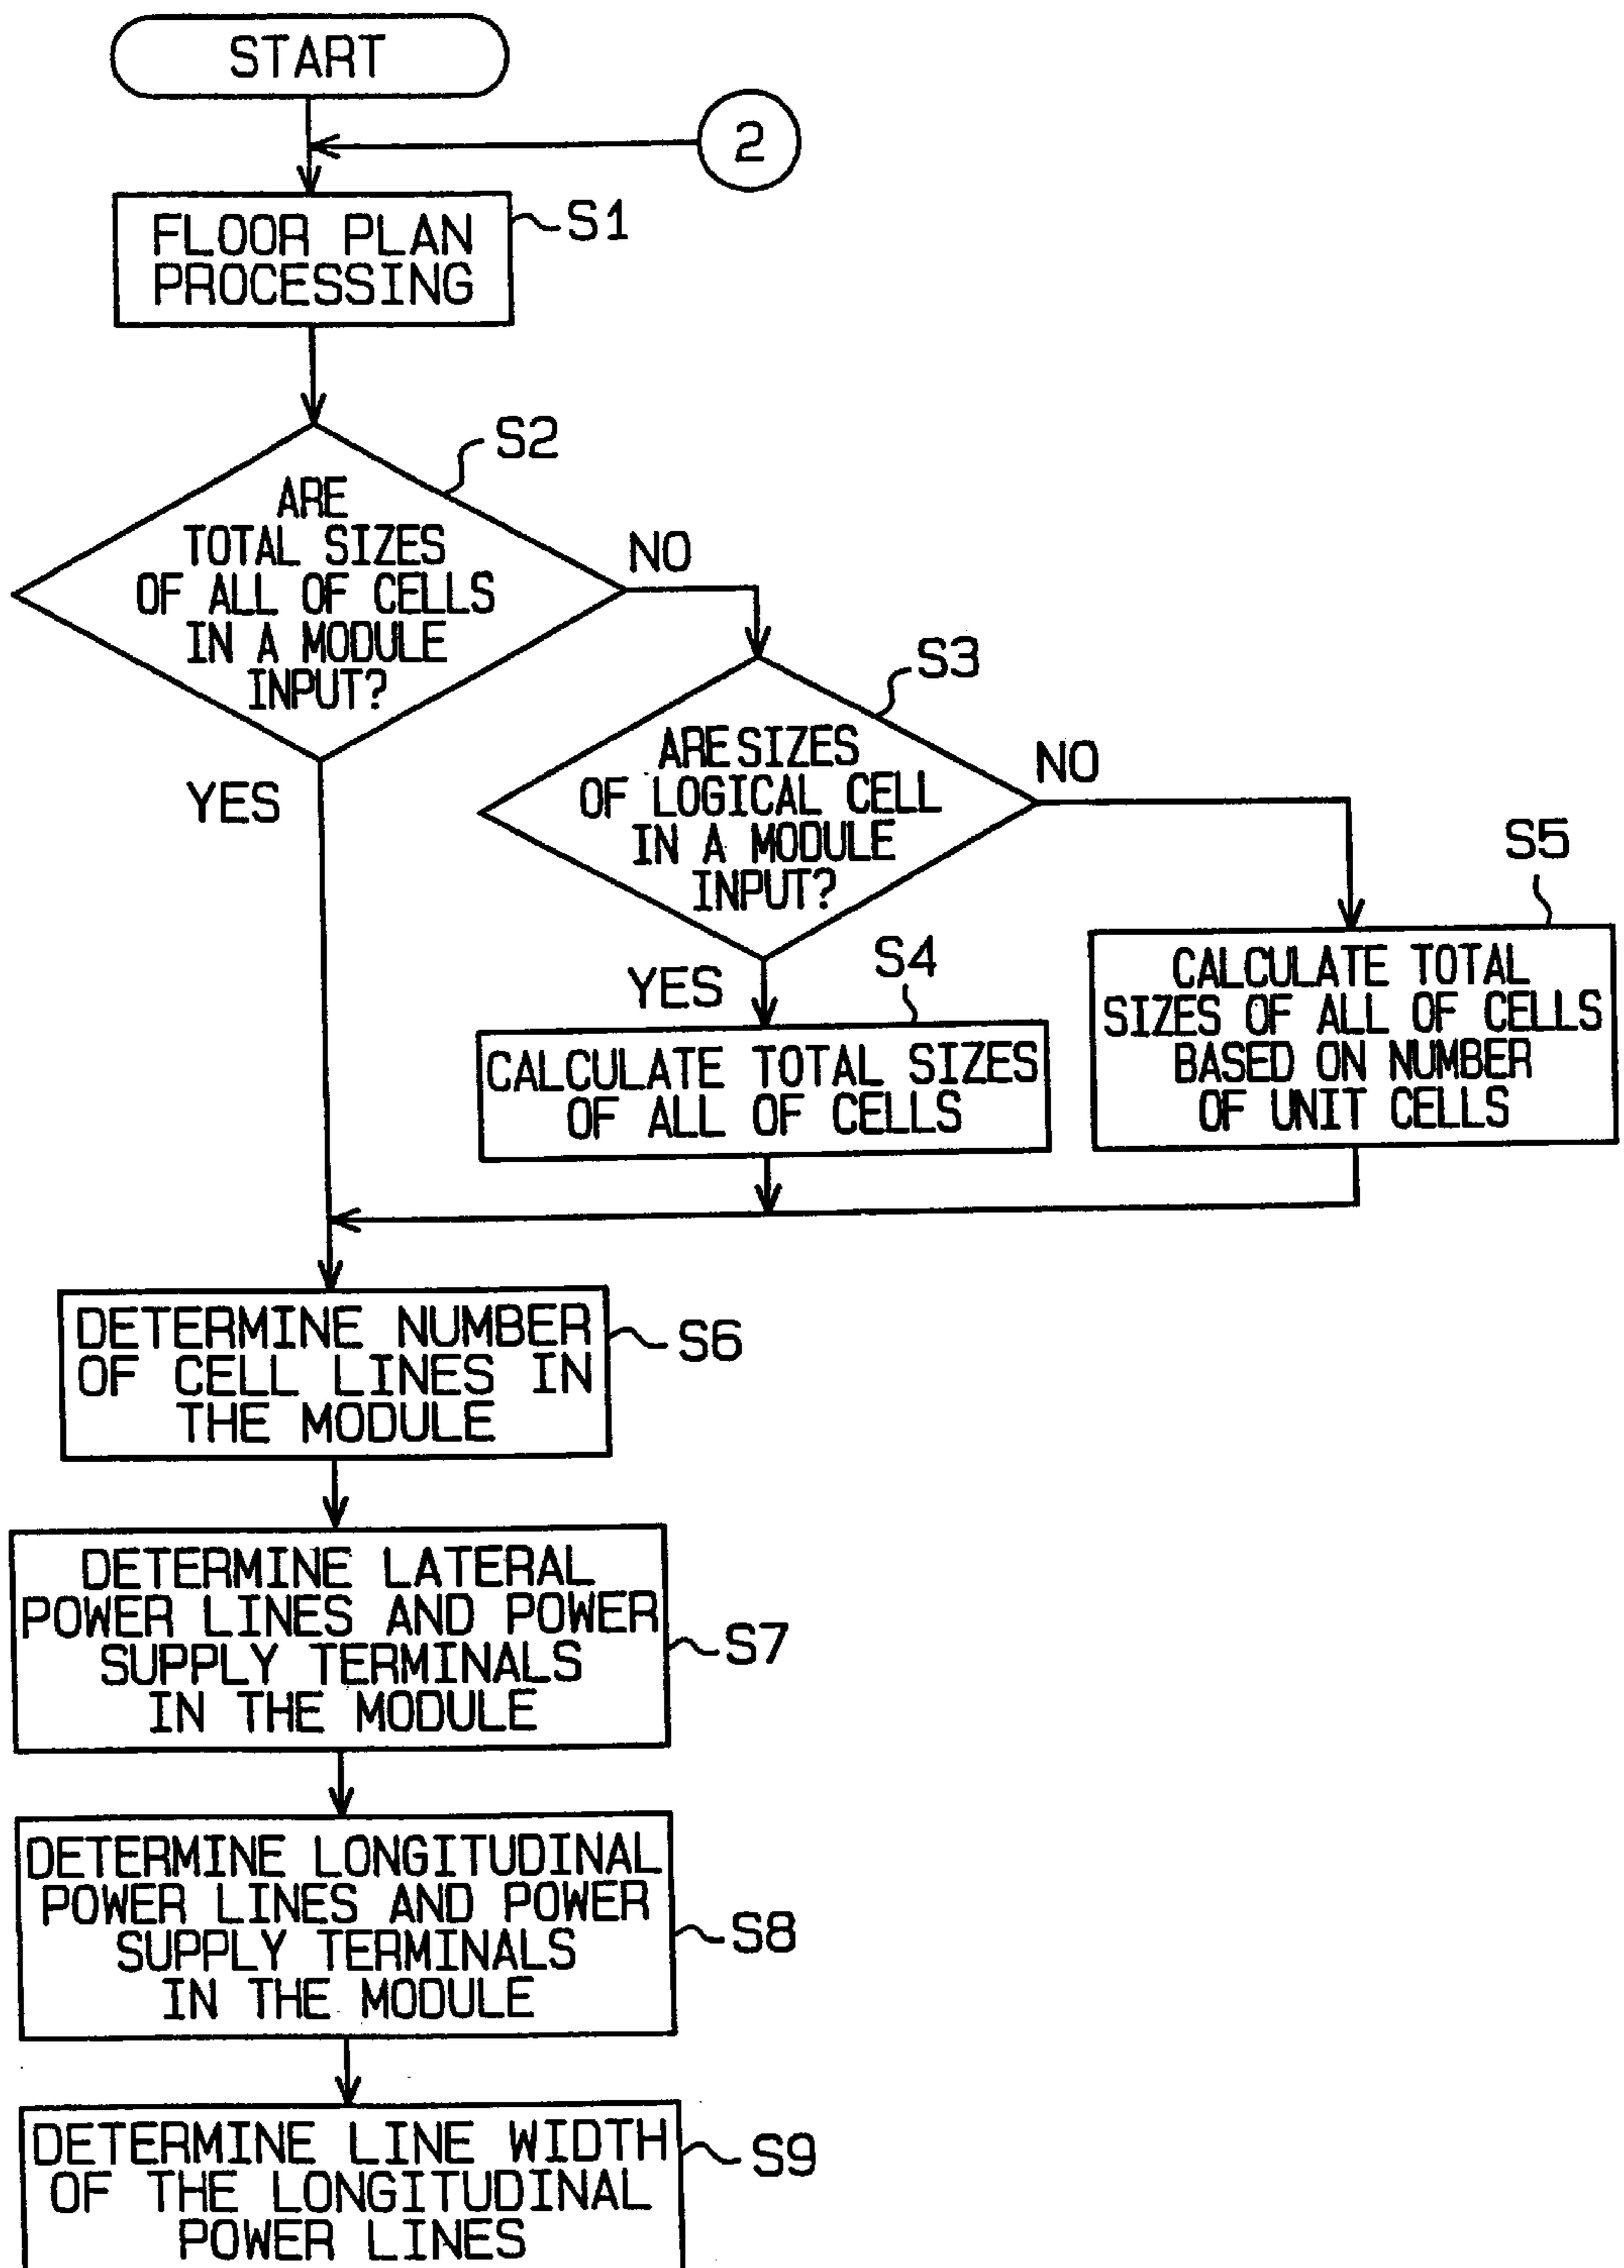 START
2
FLOOR PLAN
PROCESSING
S1
S2
ARE
TOTAL SIZES
OF ALL OF CELLS
IN A MODULE
INPUT?
NO
YES
S3
ARE SIZES
OF LOGICAL CELL
IN A MODULE
INPUT?
NO
YES
S4
CALCULATE TOTAL SIZES
OF ALL OF CELLS
S5
CALCULATE TOTAL
SIZES OF ALL OF CELLS
BASED ON NUMBER
OF UNIT CELLS
DETERMINE NUMBER
OF CELL LINES IN
THE MODULE
S6
DETERMINE LATERAL
POWER LINES AND POWER
SUPPLY TERMINALS
IN THE MODULE
S7
DETERMINE LONGITUDINAL
POWER LINES AND POWER
SUPPLY TERMINALS
IN THE MODULE
S8
DETERMINE LINE WIDTH
OF THE LONGITUDINAL
POWER LINES
S9